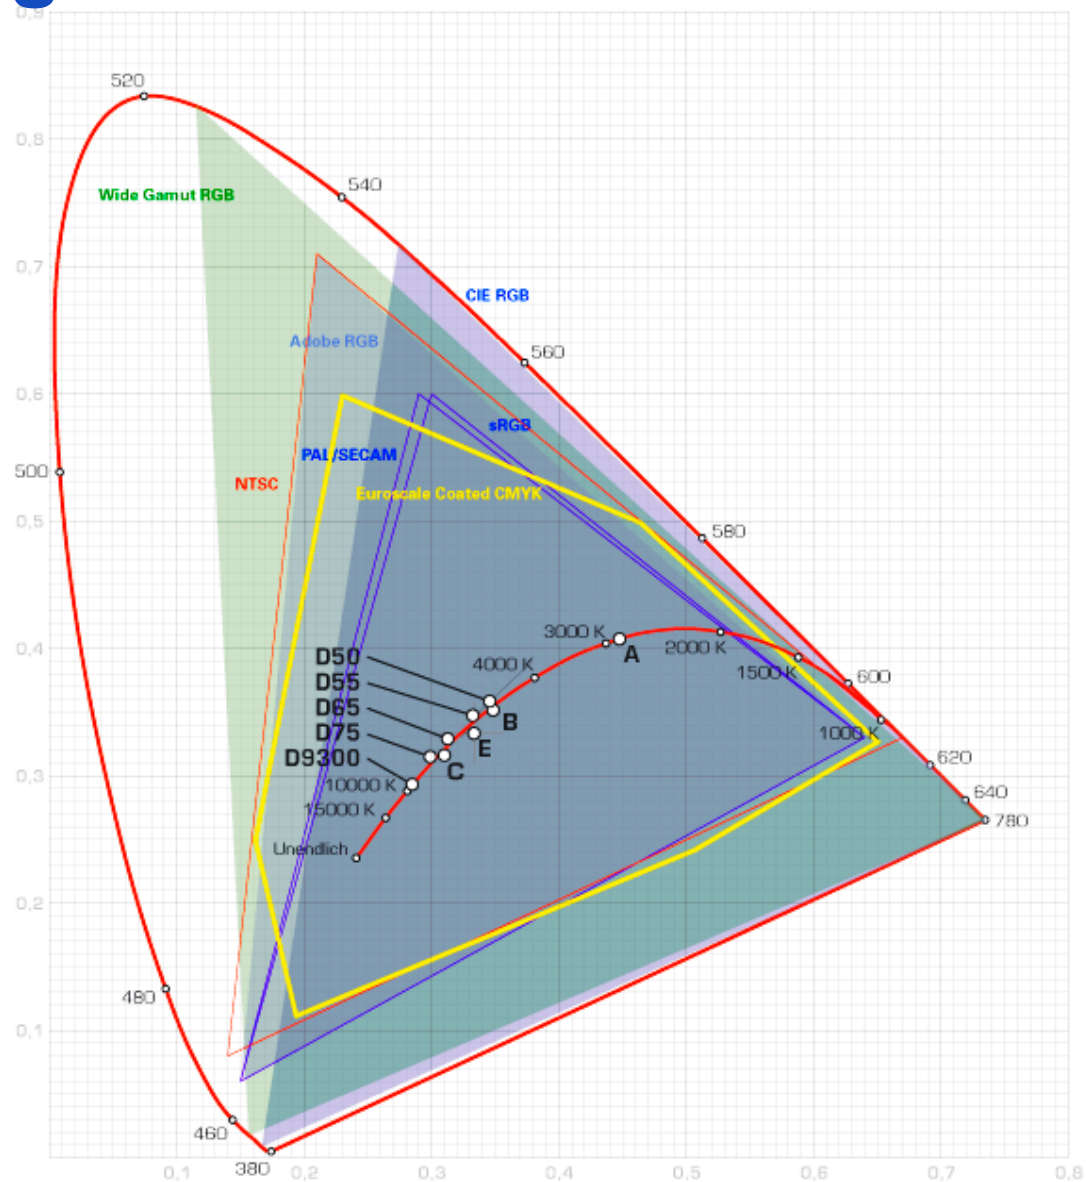 0,9
520
0,8
540
Wide Gamut RGB
0,7
CIE RGB
Adobe RGB
560
0,6
sRGB
PAL/SECAM
500
NTSC
Euroscale Coated CMYK
0,5
580
3000 K
0,4
A
2000 K
D50
4000 K
1500 K
600
D55
D65
B
D75
1000 K
E
D9300
C
620
0,3
10000 K
640
15000 K
780
Unendlich
0,2
480
0,1
460
380
0,1
0,2
0,3
0,4
0,5
0,6
0,7
0,8